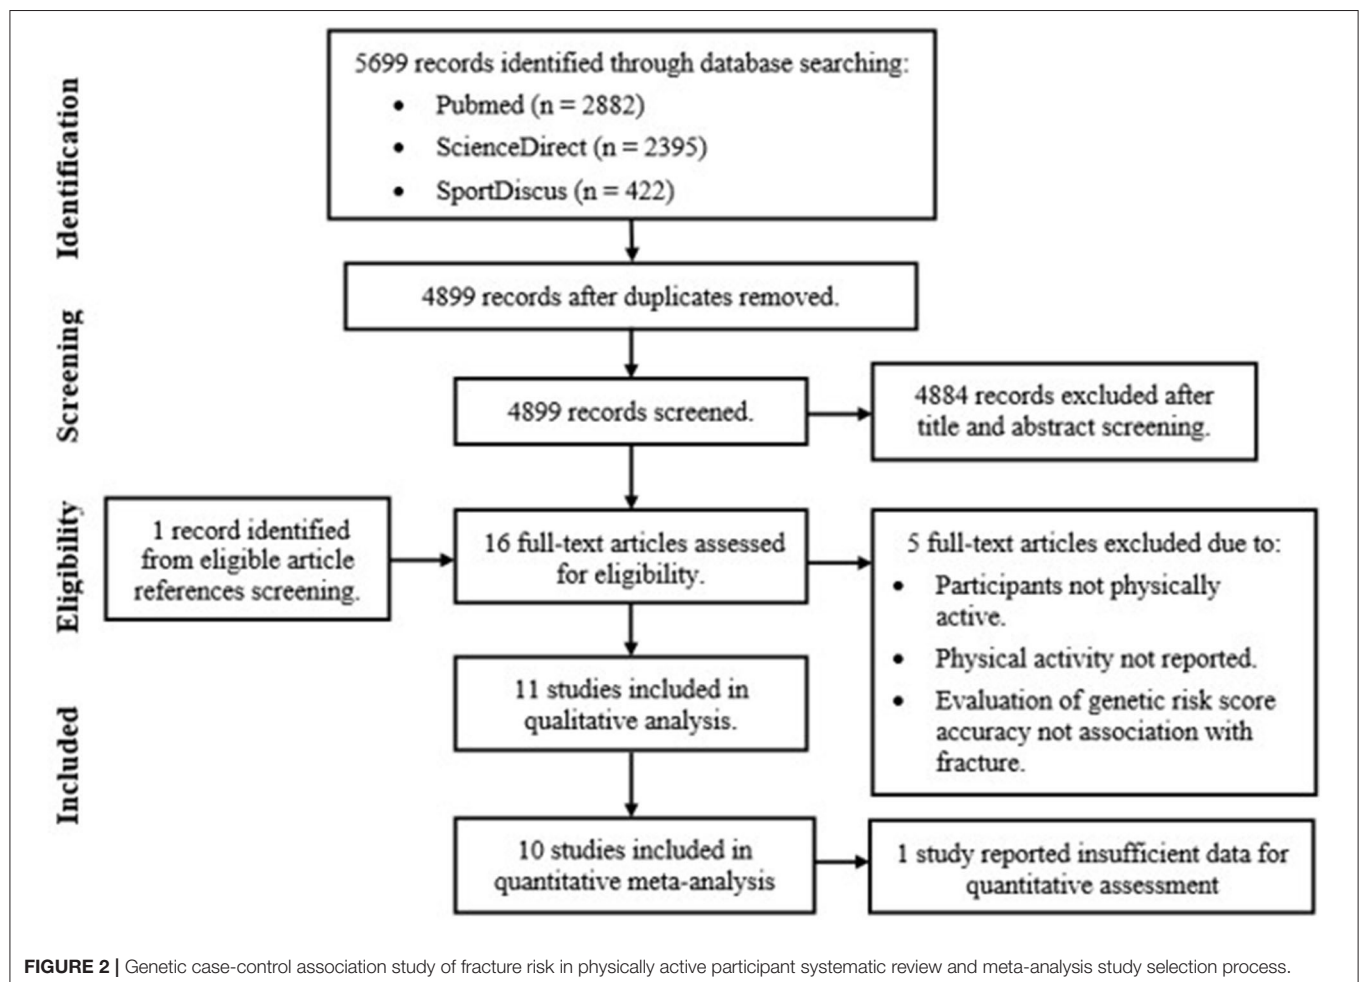 Identification
5699 records identified through database searching:
• Pubmed (n = 2882)
• ScienceDirect (n = 2395)
• SportDiscus (n = 422)
Screening
4899 records after duplicates removed.
4899 records screened.
4884 records excluded after
title and abstract screening.
Eligibility
1 record identified
from eligible article
references screening.
16 full-text articles assessed
for eligibility.
5 full-text articles excluded due to:
• Participants not physically
active.
• Physical activity not reported.
• Evaluation of genetic risk score
accuracy not association with
fracture.
Included
11 studies included in
qualitative analysis.
10 studies included in
quantitative meta-analysis
1 study reported insufficient data for
quantitative assessment
FIGURE 2 | Genetic case-control association study of fracture risk in physically active participant systematic review and meta-analysis study selection process.